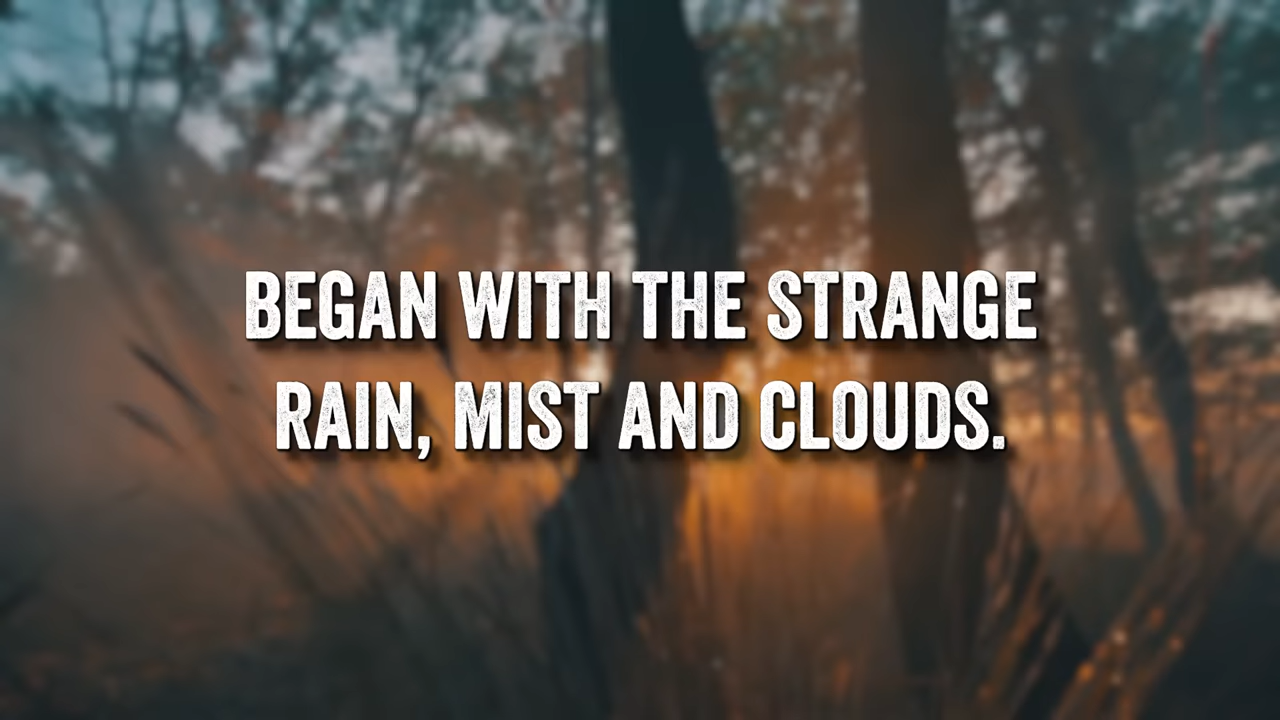 BEGAN WITH THE STRANGE
RAIN, MIST AND CLOUDS.